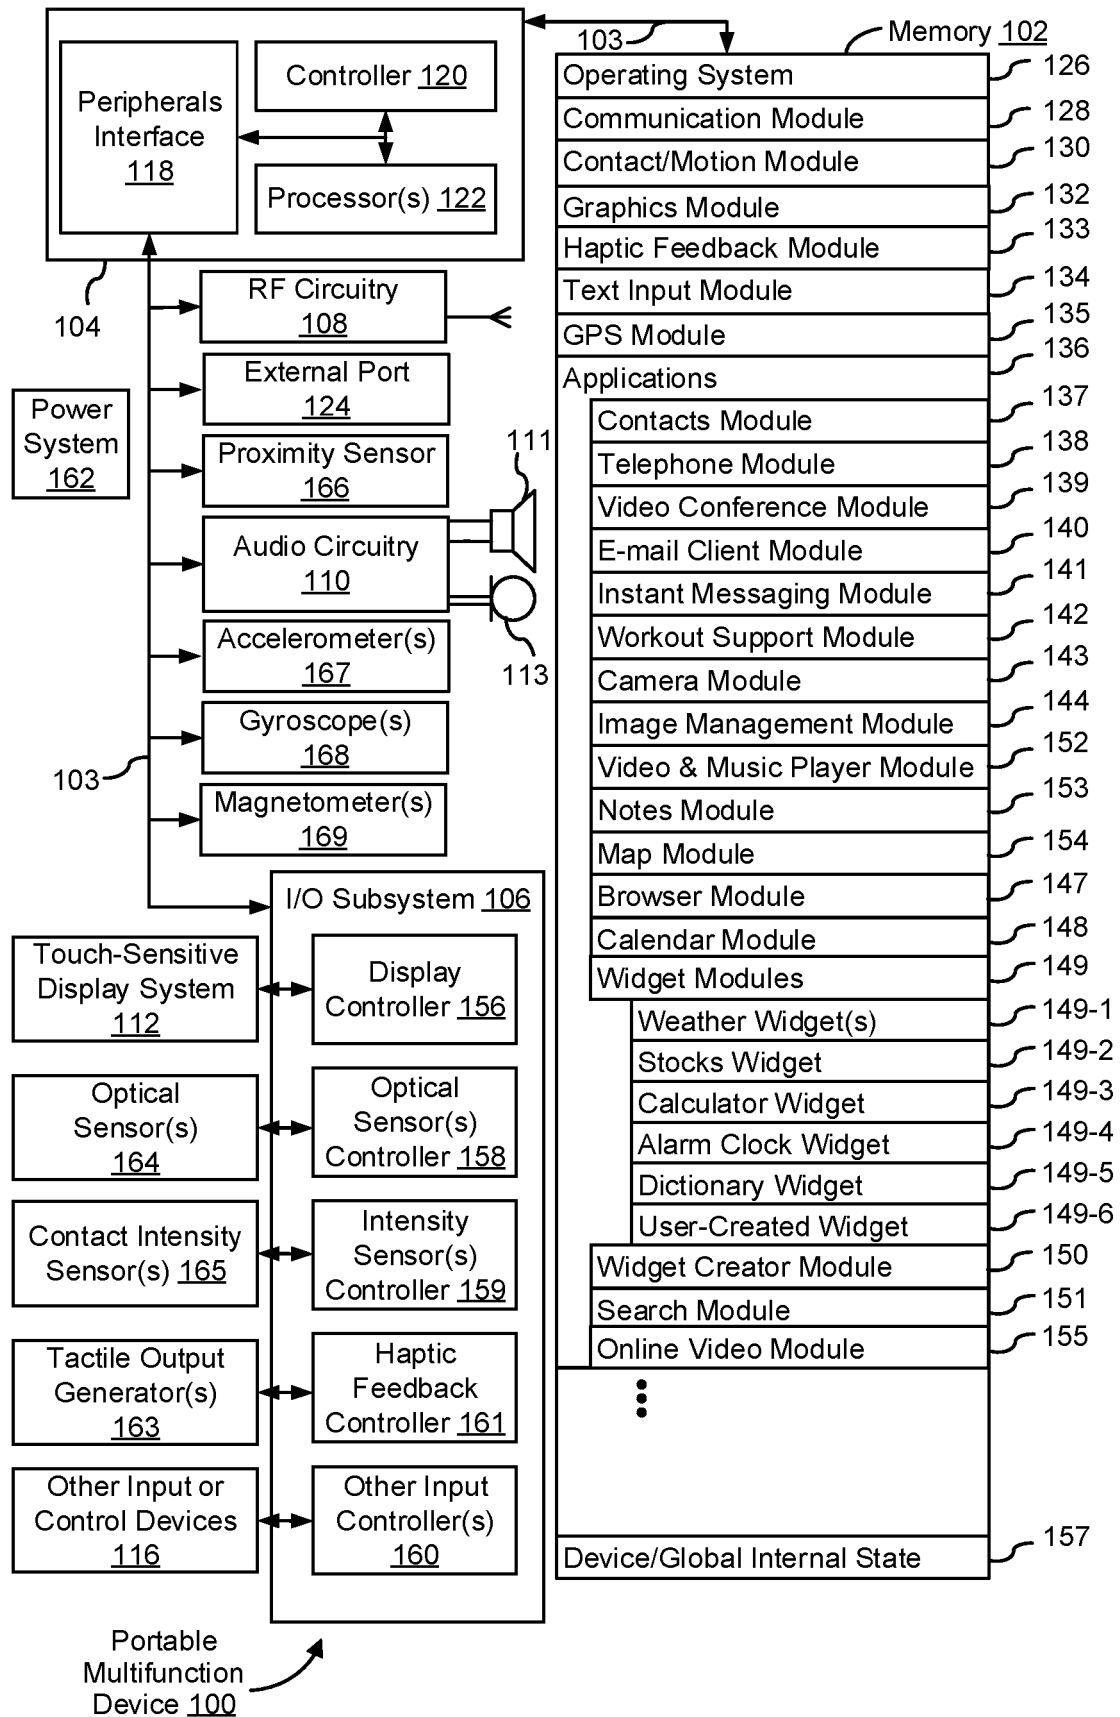 103
Memory 102
Peripherals
Interface
118
Controller 120
Processor(s) 122
104
RF Circuitry
108
External Port
124
Power
System
162
Proximity Sensor
166
111
Audio Circuitry
110
113
Accelerometer(s)
167
Gyroscope(s)
168
103
Magnetometer(s)
169
I/O Subsystem 106
Touch-Sensitive
Display System
112
Display
Controller 156
Optical
Sensor(s)
164
Optical
Sensor(s)
Controller 158
Contact Intensity
Sensor(s) 165
Intensity
Sensor(s)
Controller 159
Tactile Output
Generator(s)
163
Haptic
Feedback
Controller 161
Other Input or
Control Devices
116
Other Input
Controller(s)
160
Portable
Multifunction
Device 100
Operating System 126
Communication Module 128
Contact/Motion Module 130
Graphics Module 132
Haptic Feedback Module 133
Text Input Module 134
GPS Module 135
Applications 136
Contacts Module 137
Telephone Module 138
Video Conference Module 139
E-mail Client Module 140
Instant Messaging Module 141
Workout Support Module 142
Camera Module 143
Image Management Module 144
Video & Music Player Module 152
Notes Module 153
Map Module 154
Browser Module 147
Calendar Module 148
Widget Modules 149
Weather Widget(s) 149-1
Stocks Widget 149-2
Calculator Widget 149-3
Alarm Clock Widget 149-4
Dictionary Widget 149-5
User-Created Widget 149-6
Widget Creator Module 150
Search Module 151
Online Video Module 155
Device/Global Internal State 157